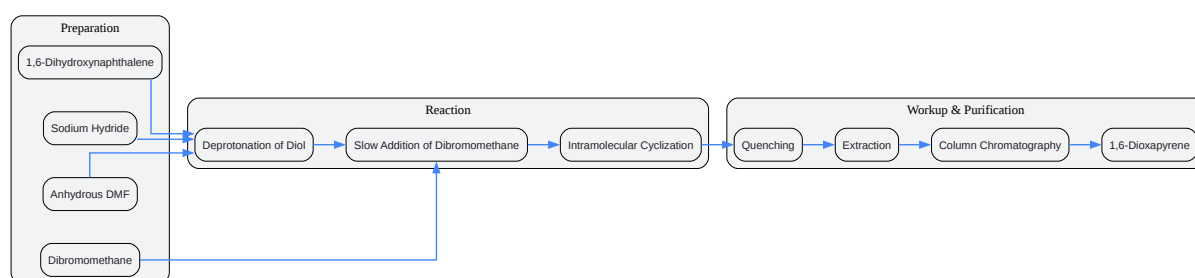 Preparation
1,6-Dihydroxynaphthalene
Sodium Hydride
Anhydrous DMF
Dibromomethane
Reaction
Deprotonation of Diol
Slow Addition of Dibromomethane
Intramolecular Cyclization
Workup & Purification
Quenching
Extraction
Column Chromatography
1,6-Dioxapyrene